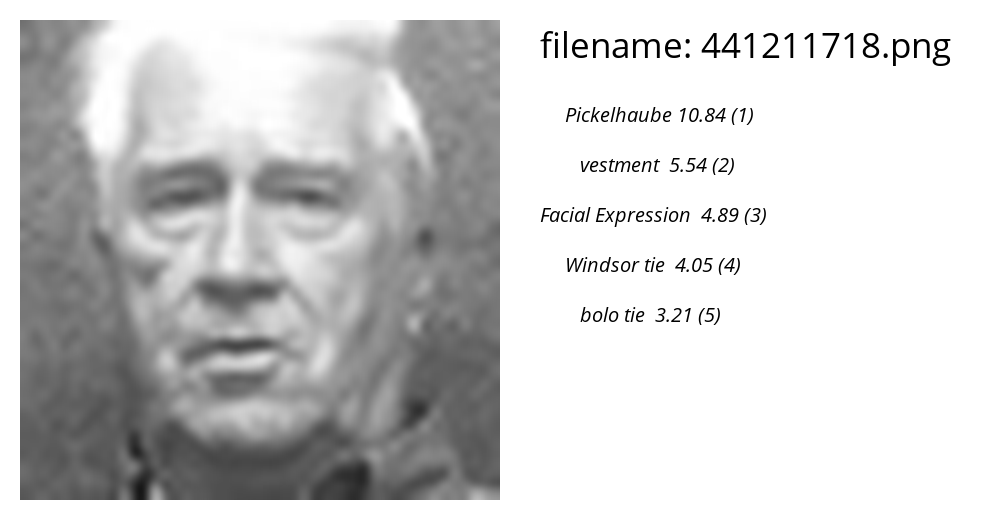 filename: 441211718.png
Pickelhaube 10.84 (1)
vestment 5.54 (2)
Facial Expression 4.89 (3)
Windsor tie 4.05 (4)
bolo tie 3.21 (5)